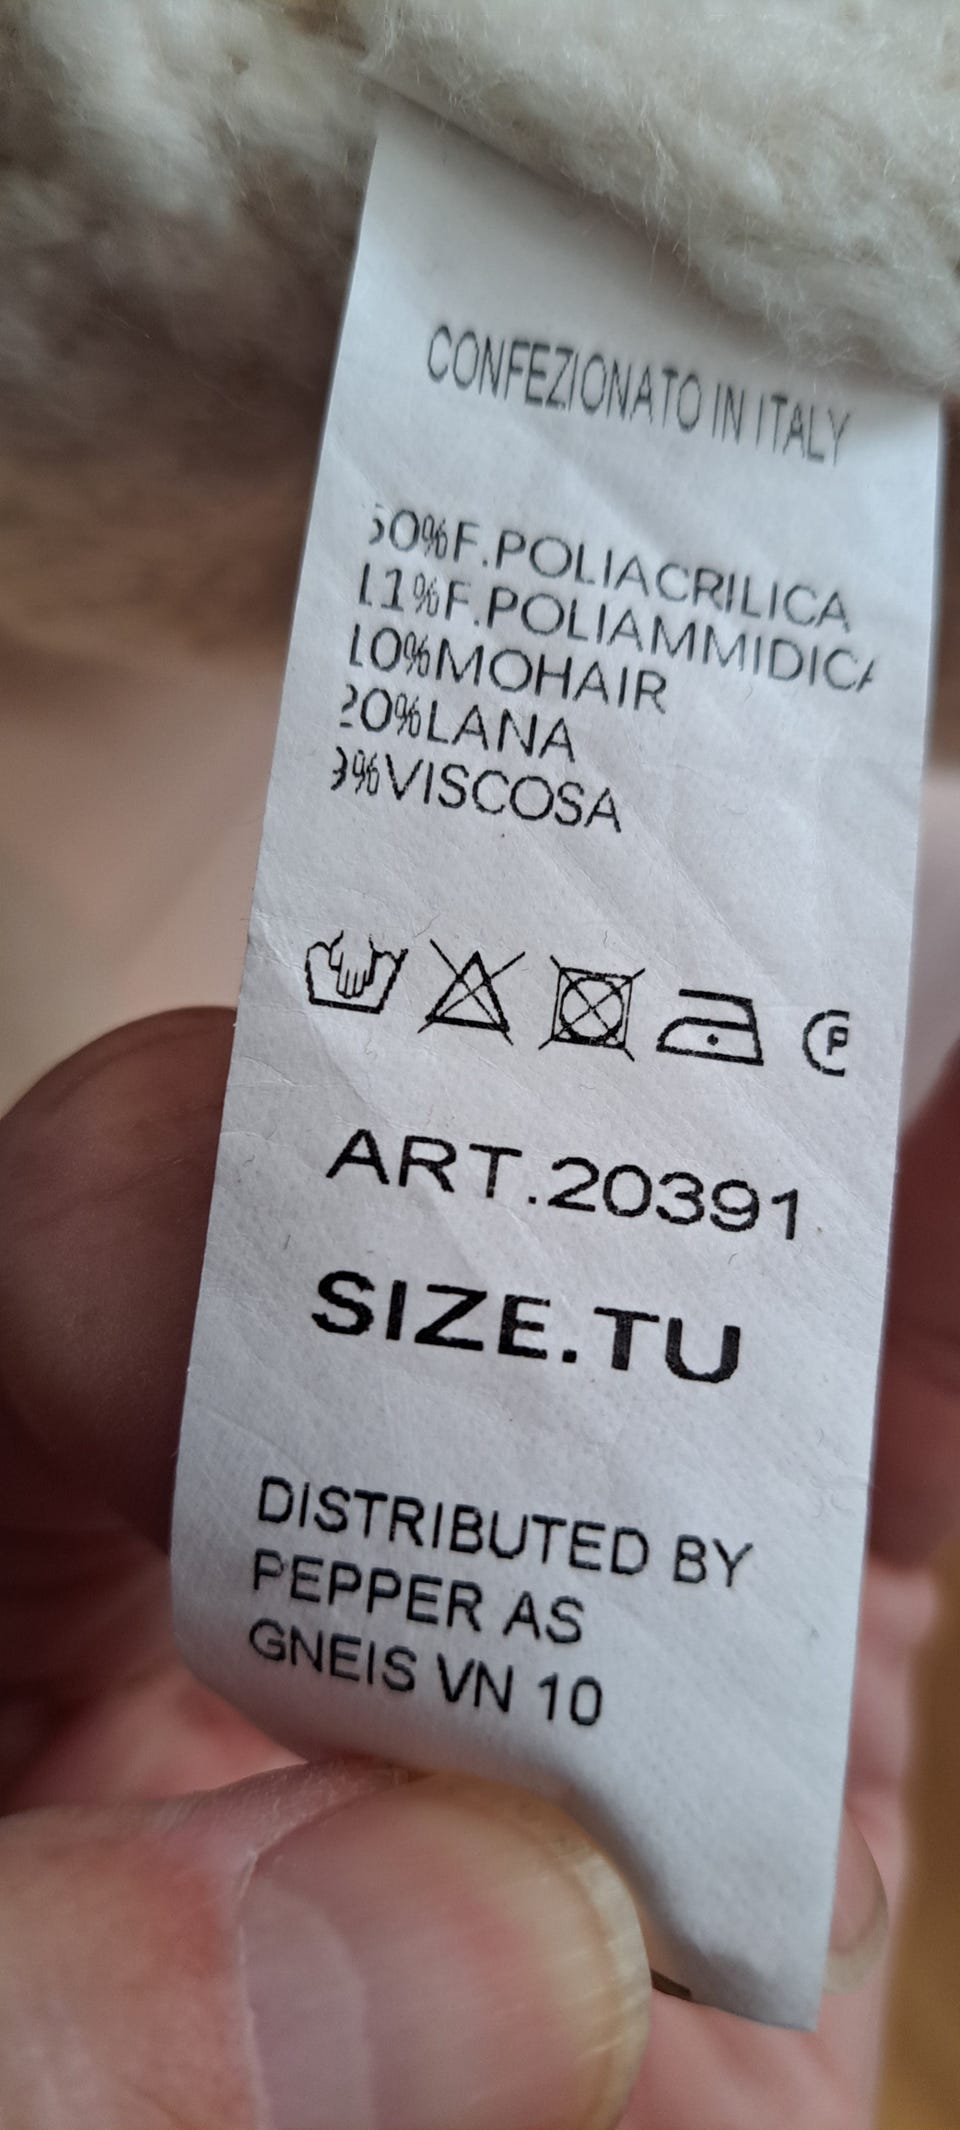 CONFEZIONATO IN ITALY
50%F.POLIACRILICA
11%F.POLIAMMIDICA
10%MOHAIR
20%LANA
9%VISCOSA
P
ART.20391
SIZE.TU
DISTRIBUTED BY
PEPPER AS
GNEIS VN 10